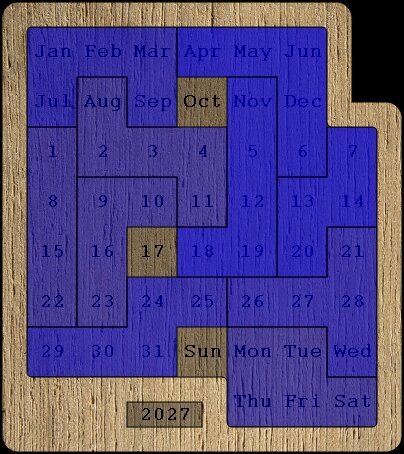 Jan Feb Mar Apr May Jun
Jul Aug Sep Oct Nov Dec
1 2 3 4 5 6 7
8 9 10 11 12 13 14
15 16 17 18 19 20 21
22 23 24 25 26 27 28
29 30 31 Sun Mon Tue Wed
Thu Fri Sat
2027